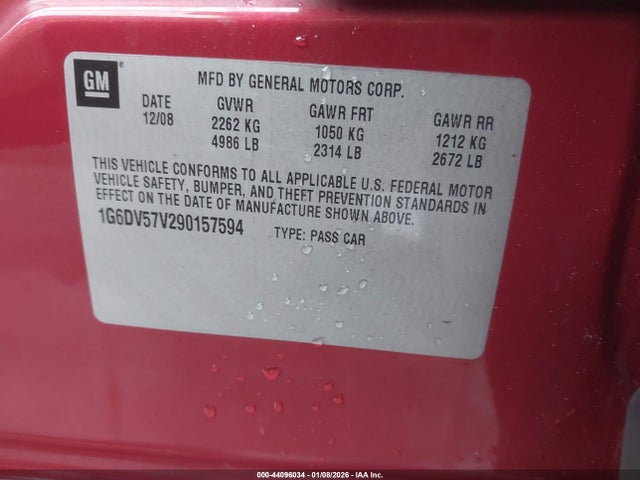 GM
MFD BY GENERAL MOTORS CORP.
DATE GVWR GAWR FRT GAWR RR
12/08 2262 KG 1050 KG 1212 KG
4986 LB 2314 LB 2672 LB
THIS VEHICLE CONFORMS TO ALL APPLICABLE U.S. FEDERAL MOTOR
VEHICLE SAFETY, BUMPER, AND THEFT PREVENTION STANDARDS IN
EFFECT ON THE DATE OF MANUFACTURE SHOWN ABOVE.
1G6DV57V290157594 TYPE: PASS CAR
000-44096034 - 01/08/2026 - IAA Inc.